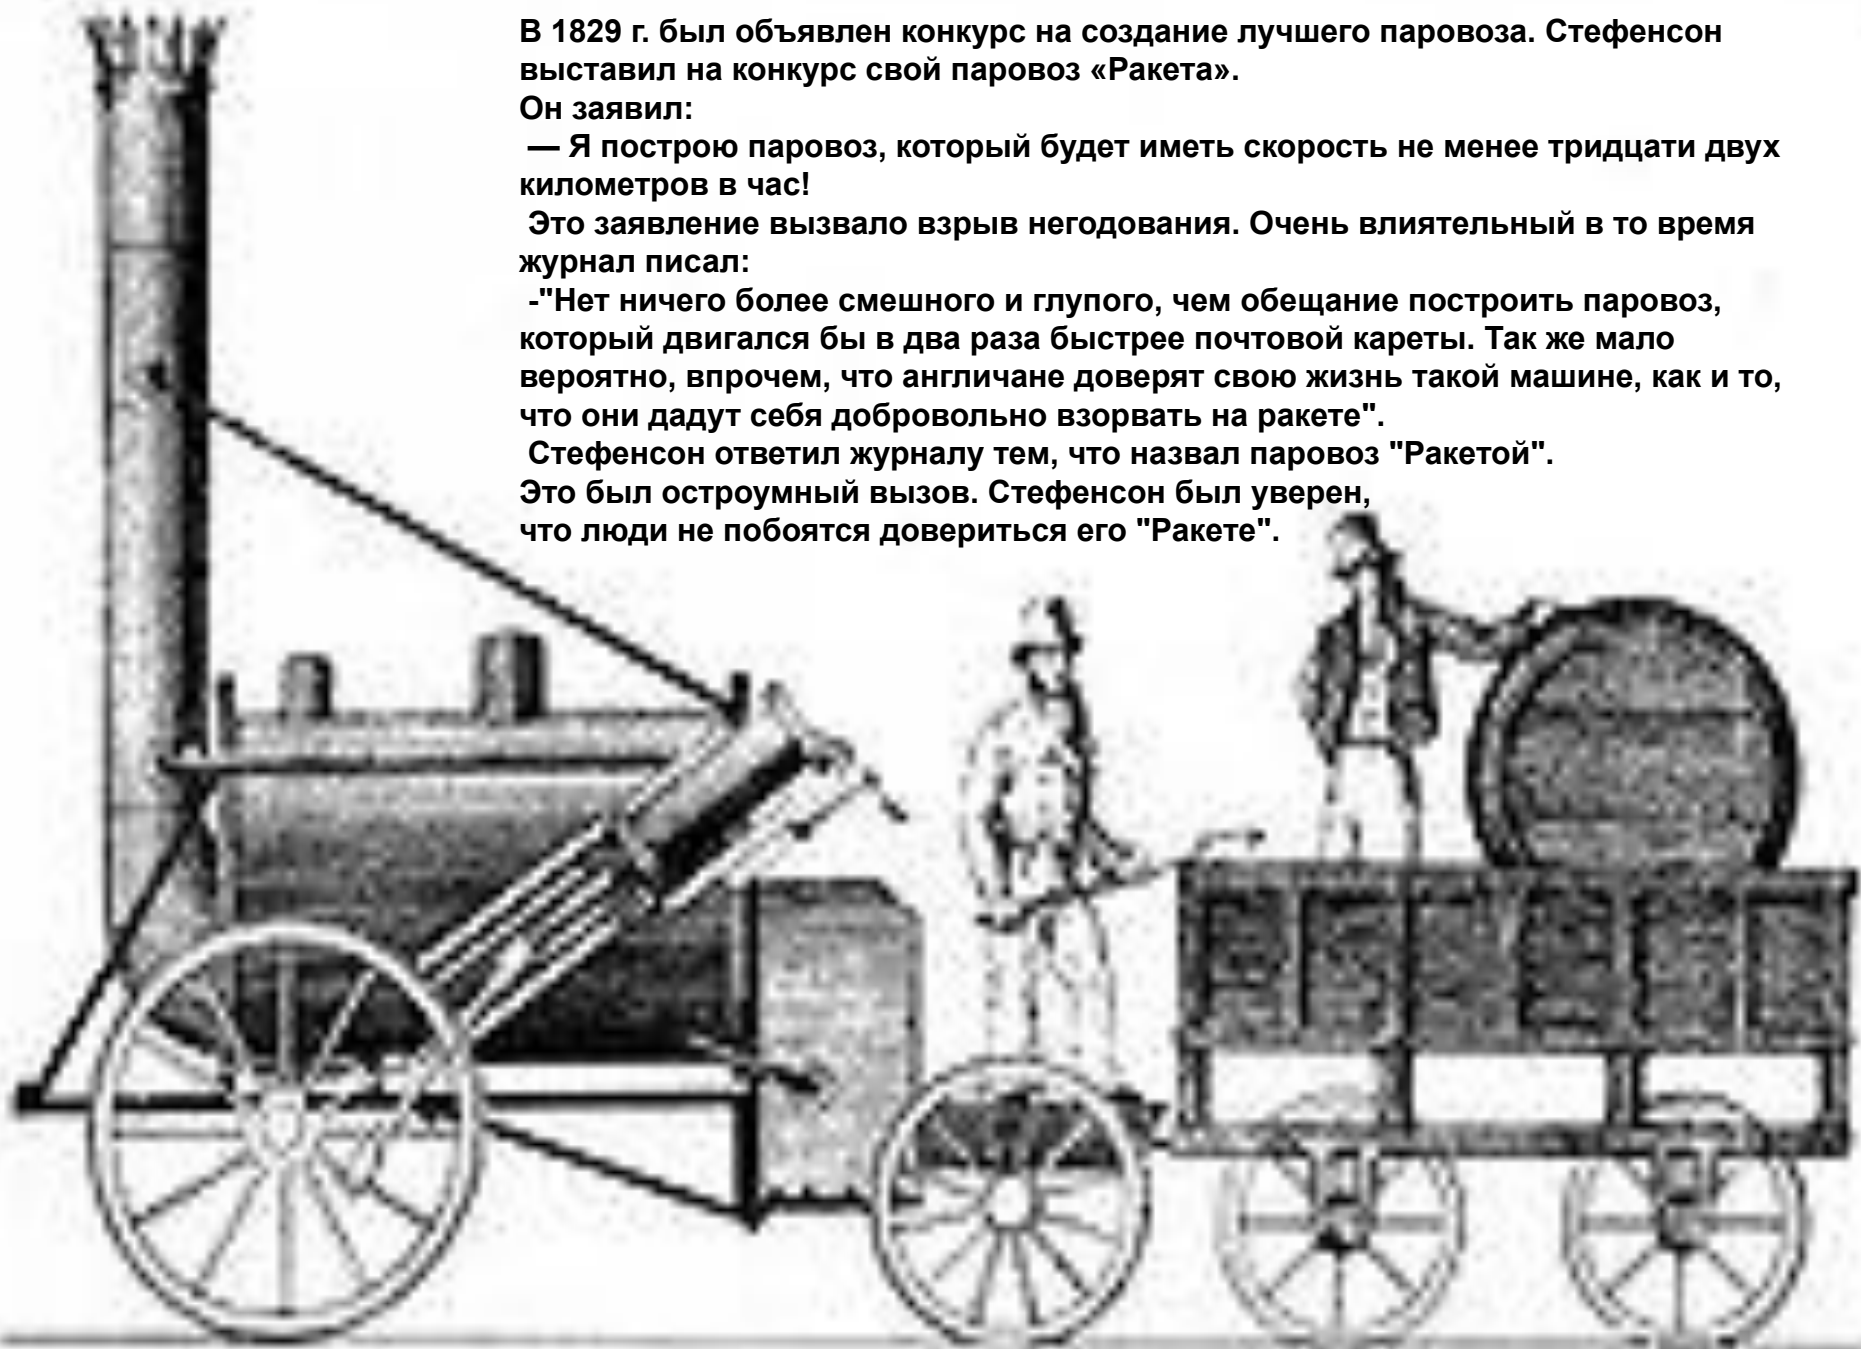 В 1829 г. был объявлен конкурс на создание лучшего паровоза. Стефенсон
выставил на конкурс свой паровоз «Ракета».
Он заявил:
— Я построю паровоз, который будет иметь скорость не менее тридцати двух
километров в час!
Это заявление вызвало взрыв негодования. Очень влиятельный в то время
журнал писал:
-"Нет ничего более смешного и глупого, чем обещание построить паровоз,
который двигался бы в два раза быстрее почтовой кареты. Так же мало
вероятно, впрочем, что англичане доверят свою жизнь такой машине, как и то,
что они дадут себя добровольно взорвать на ракете".
Стефенсон ответил журналу тем, что назвал паровоз "Ракетой".
Это был остроумный вызов. Стефенсон был уверен,
что люди не побоятся довериться его "Ракете".